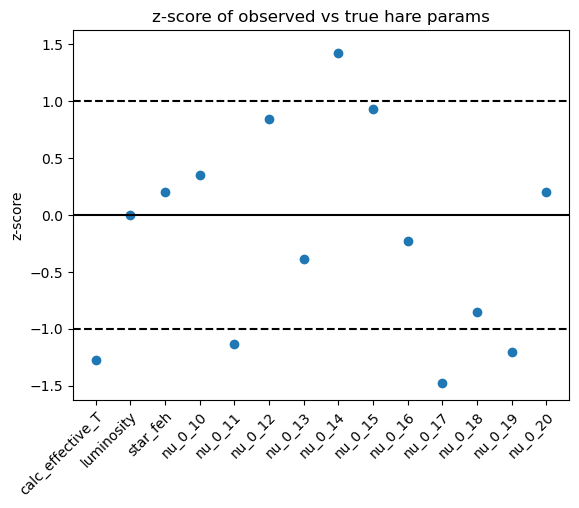 z-score of observed vs true hare params
z-score
1.5
1.0
0.5
0.0
−0.5
−1.0
−1.5
calc_effective_T
luminosity
star_feh
nu_0_10
nu_0_11
nu_0_12
nu_0_13
nu_0_14
nu_0_15
nu_0_16
nu_0_17
nu_0_18
nu_0_19
nu_0_20